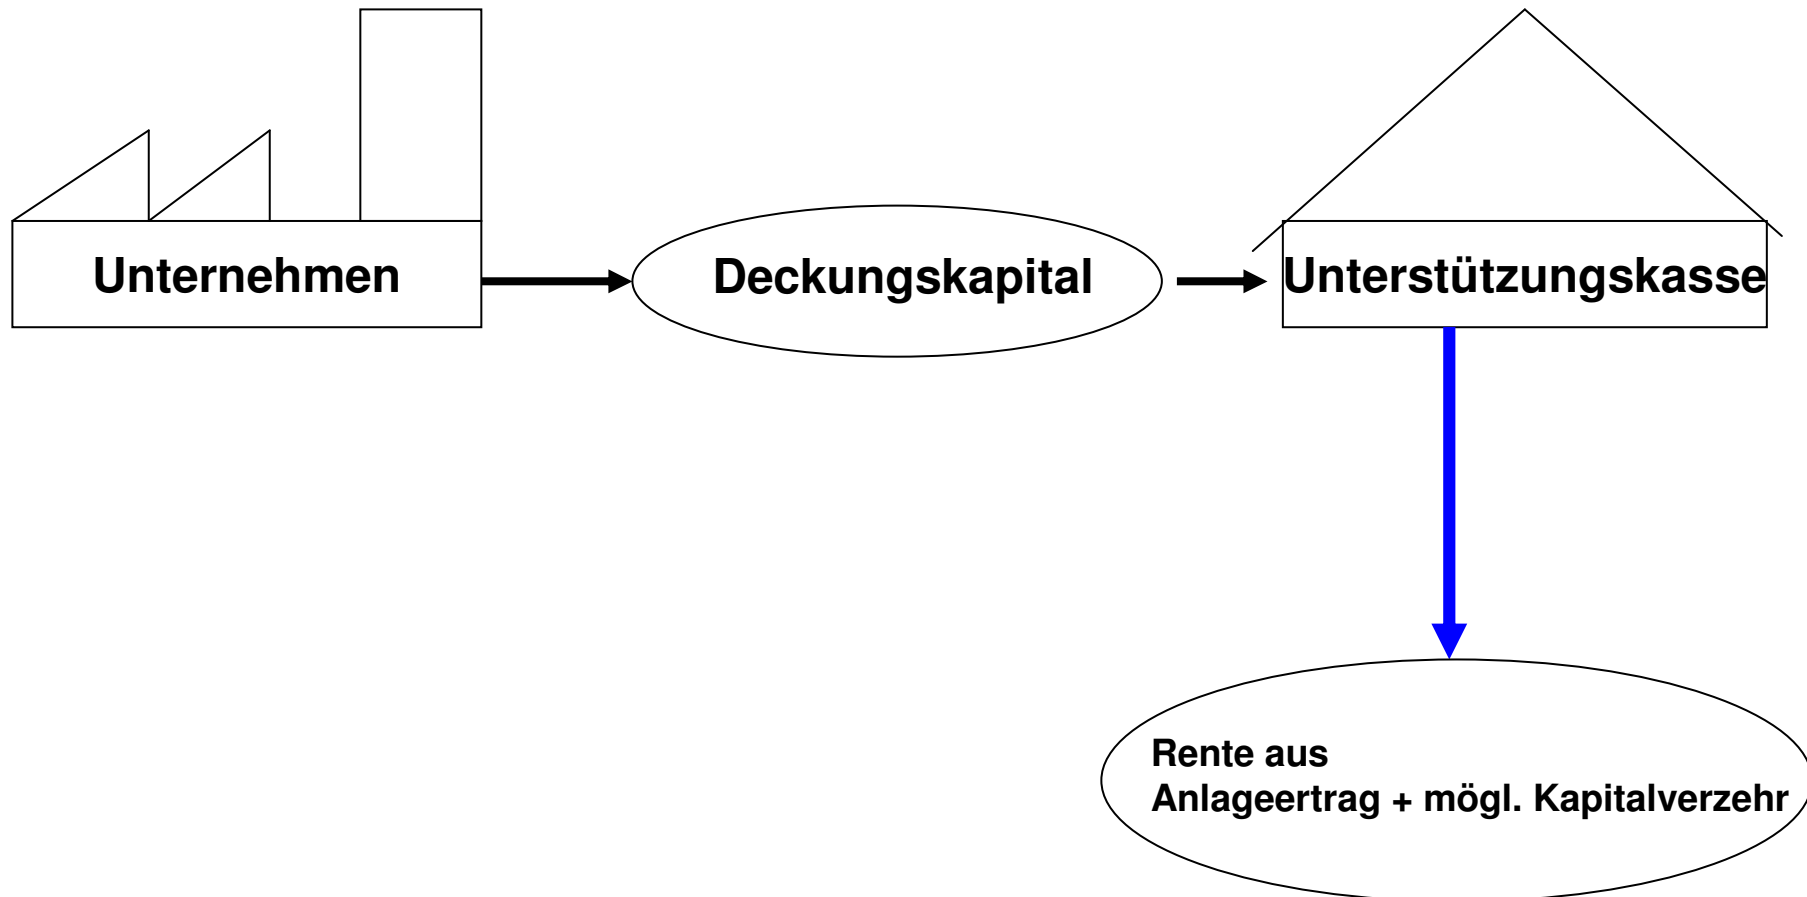 Unternehmen
Deckungskapital
Unterstützungskasse
Rente aus
Anlageertrag + mögl. Kapitalverzehr